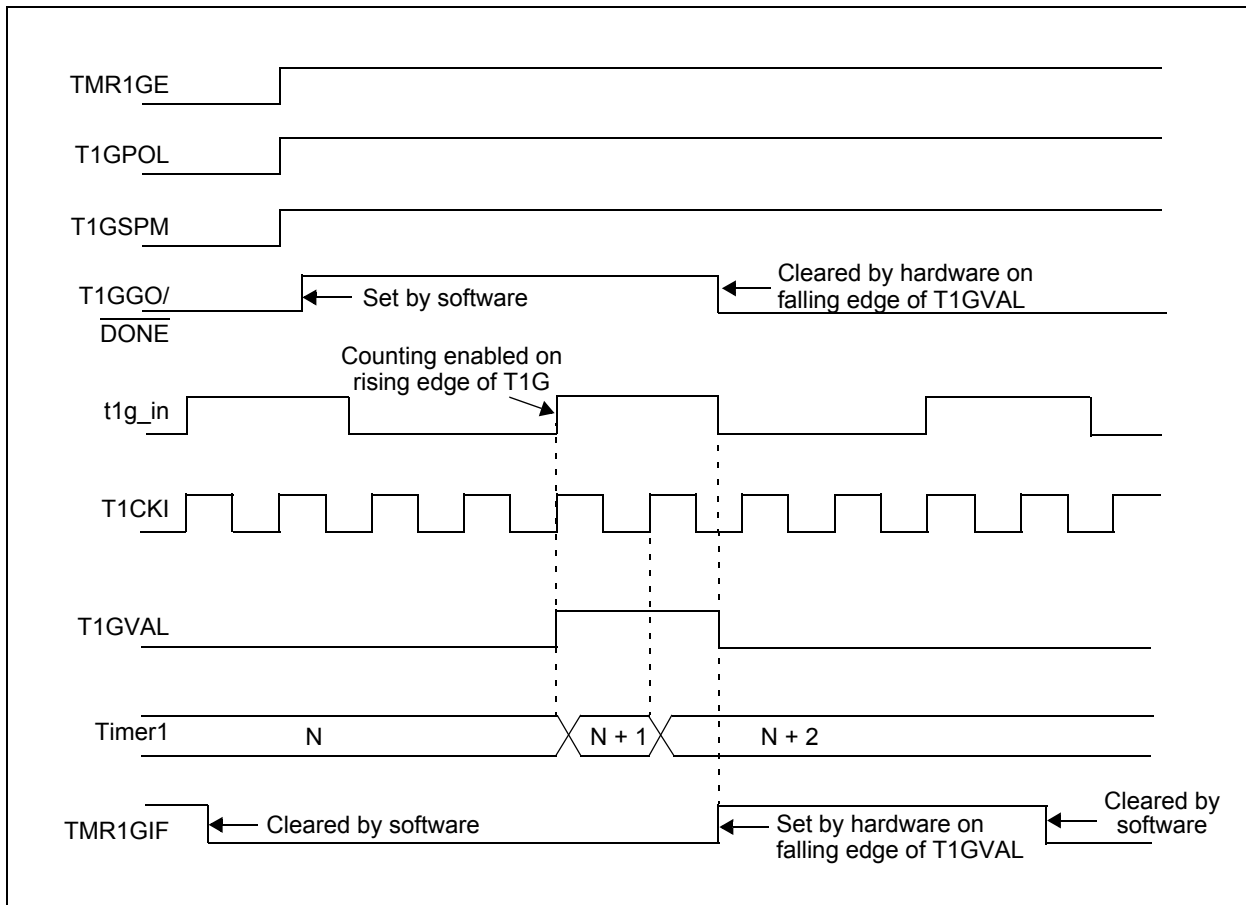 TMR1GE
T1GPOL
T1GSPM
T1GGO/
DONE
Set by software
Cleared by hardware on
falling edge of T1GVAL
Counting enabled on
rising edge of T1G
t1g_in
T1CKI
T1GVAL
Timer1
N
N + 1
N + 2
TMR1GIF
Cleared by software
Set by hardware on
falling edge of T1GVAL
Cleared by
software